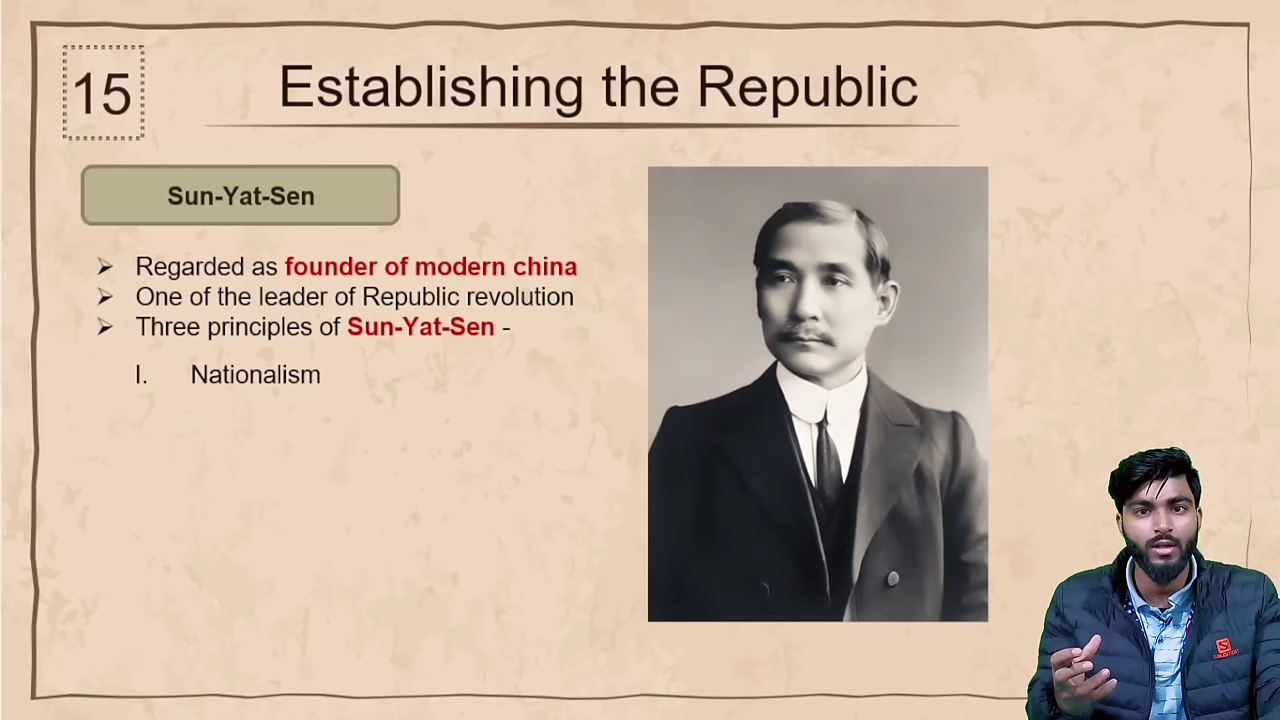 15
Establishing the Republic
Sun-Yat-Sen
➢ Regarded as founder of modern china
➢ One of the leader of Republic revolution
➢ Three principles of Sun-Yat-Sen -
I. Nationalism